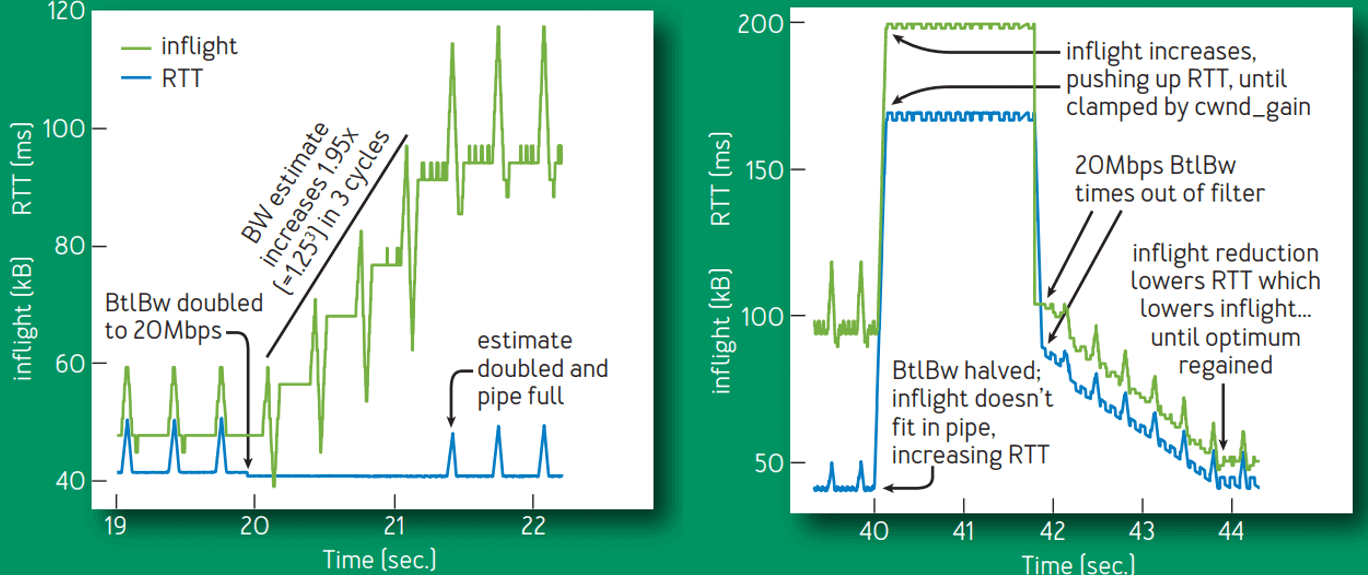 120
100
80
60
40
RTT (ms)
inflight (kB)
inflight
RTT
BW estimate
increases 1.95x
(=1.25³) in 3 cycles
BtlBw doubled
to 20Mbps
estimate
doubled and
pipe full
19
20
21
22
Time (sec.)
200
150
100
50
RTT (ms)
inflight (kB)
inflight increases,
pushing up RTT, until
clamped by cwnd_gain
20Mbps BtlBw
times out of filter
inflight reduction
lowers RTT which
lowers inflight...
until optimum
regained
BtlBw halved;
inflight doesn't
fit in pipe,
increasing RTT
40
41
42
43
44
Time (sec.)